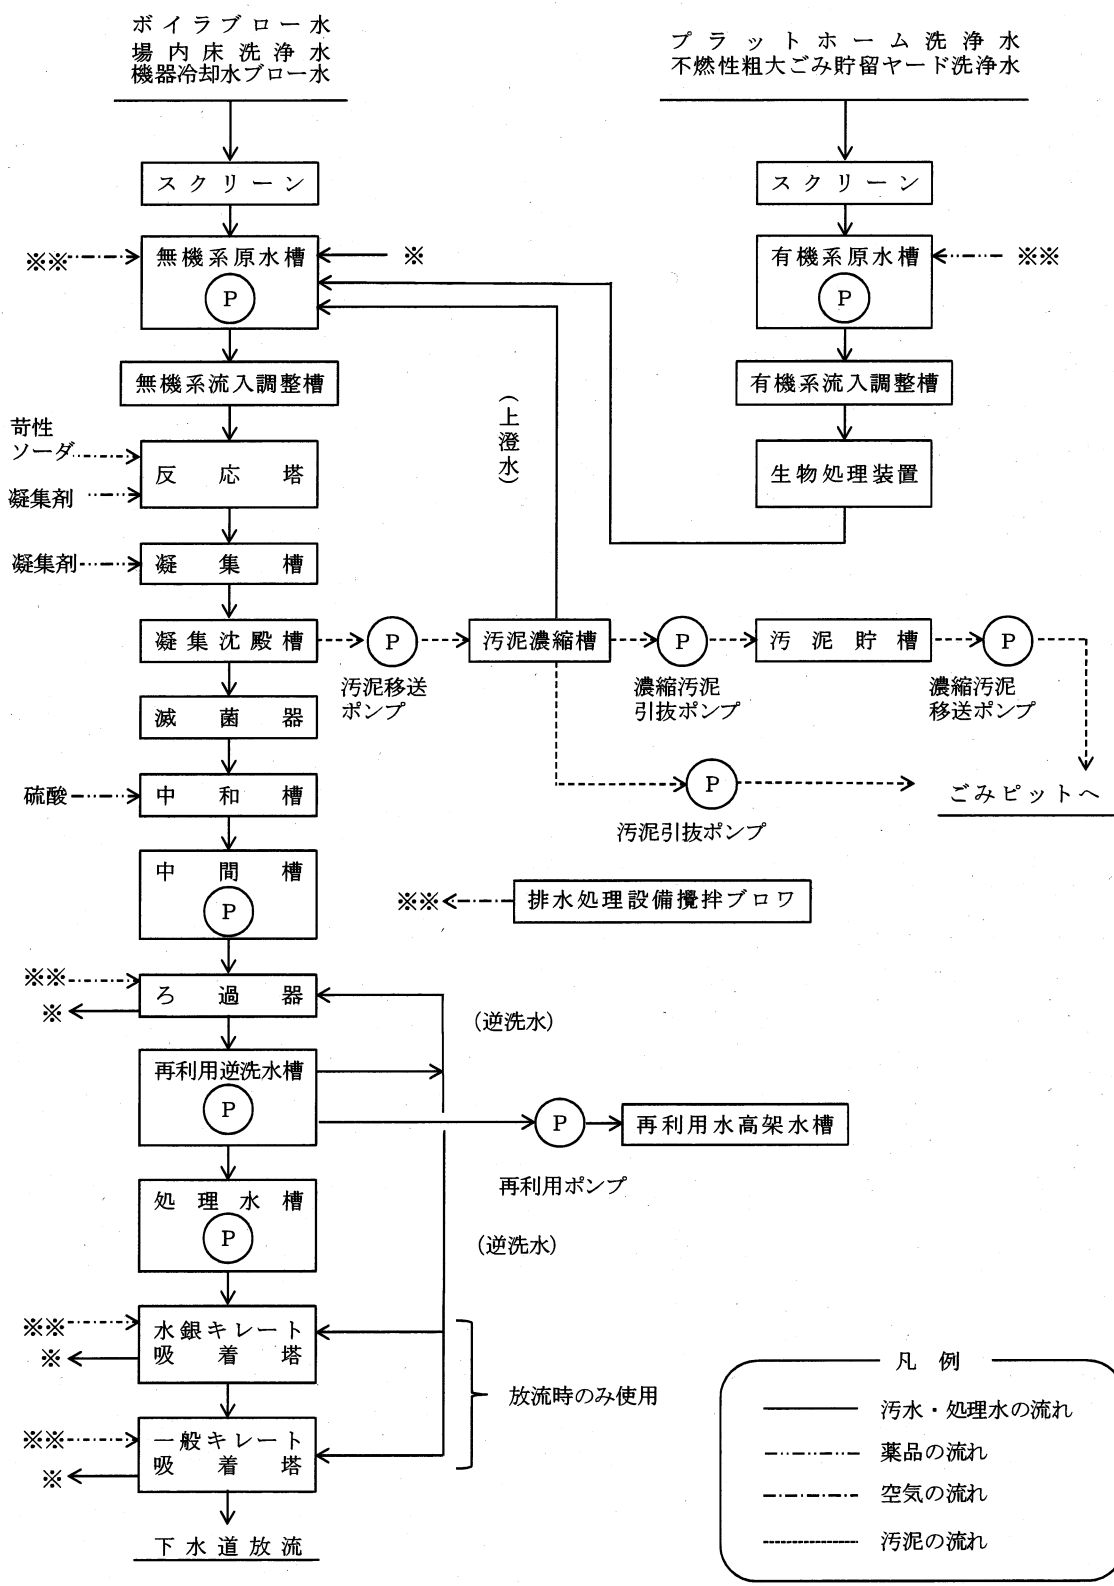 ボイラブロー水
場内床洗浄水
機器冷却水ブロー水
プラットホーム洗浄水
不燃性粗大ごみ貯留ヤード洗浄水
スクリーン
スクリーン
※※
無機系原水槽
※
P
有機系原水槽
※※
P
無機系流入調整槽
有機系流入調整槽
(上澄水)
苛性
ソーダ
凝集剤
反応塔
生物処理装置
凝集剤
凝集槽
凝集沈殿槽
P
汚泥移送
ポンプ
汚泥濃縮槽
P
濃縮汚泥
引抜ポンプ
汚泥貯槽
P
濃縮汚泥
移送ポンプ
滅菌器
硫酸
中和槽
P
汚泥引抜ポンプ
ごみピットへ
中間槽
P
※※
排水処理設備攪拌ブロワ
※※
※
ろ過器
(逆洗水)
再利用逆洗水槽
P
P
再利用水高架水槽
再利用ポンプ
処理水槽
P
(逆洗水)
※※
※
水銀キレート
吸着塔
放流時のみ使用
※※
※
一般キレート
吸着塔
下水道放流
凡例
汚水・処理水の流れ
薬品の流れ
空気の流れ
汚泥の流れ